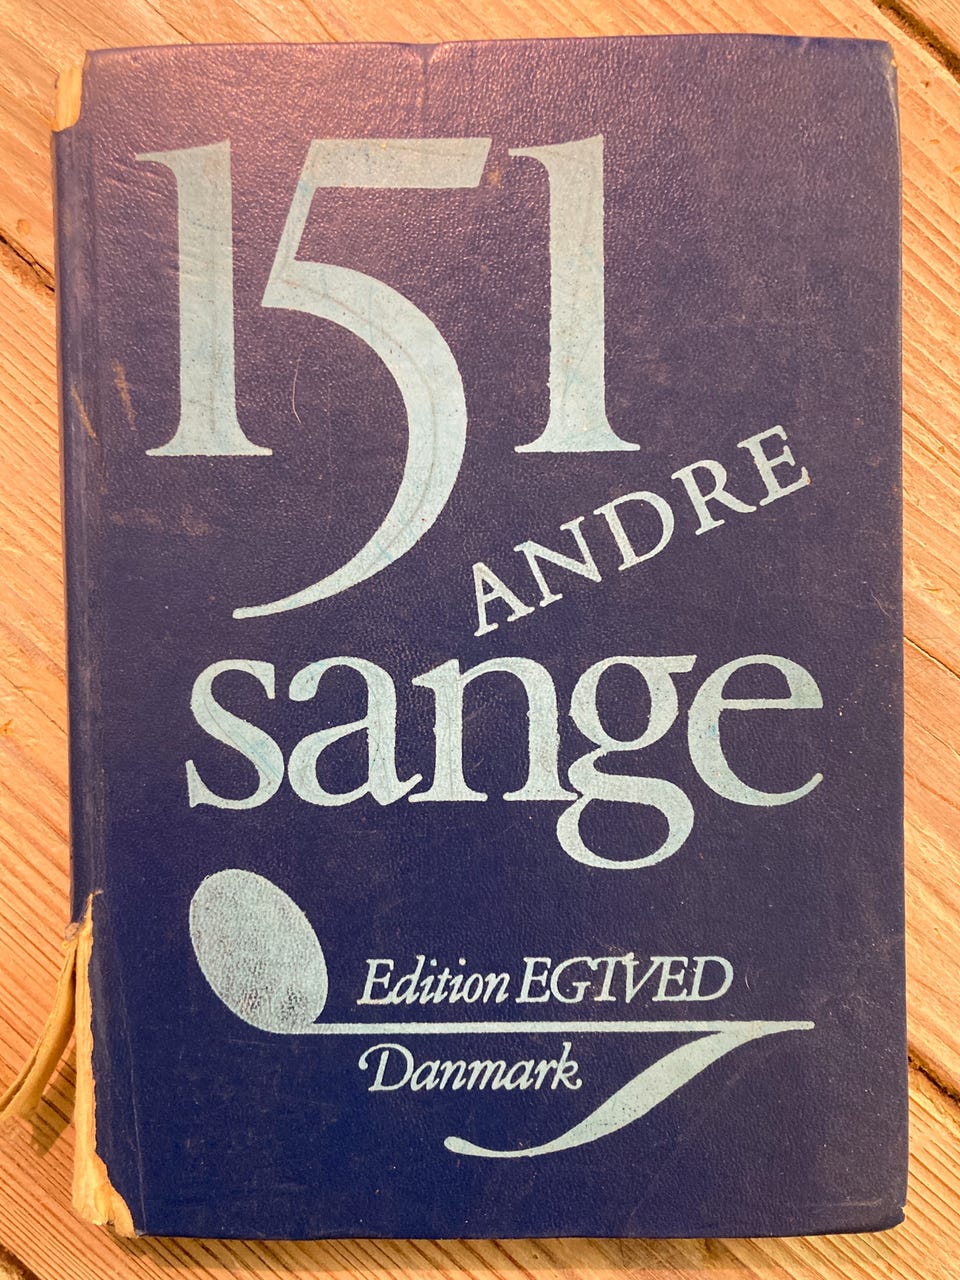 151
ANDRE
sange
Edition EGTVED
Danmark